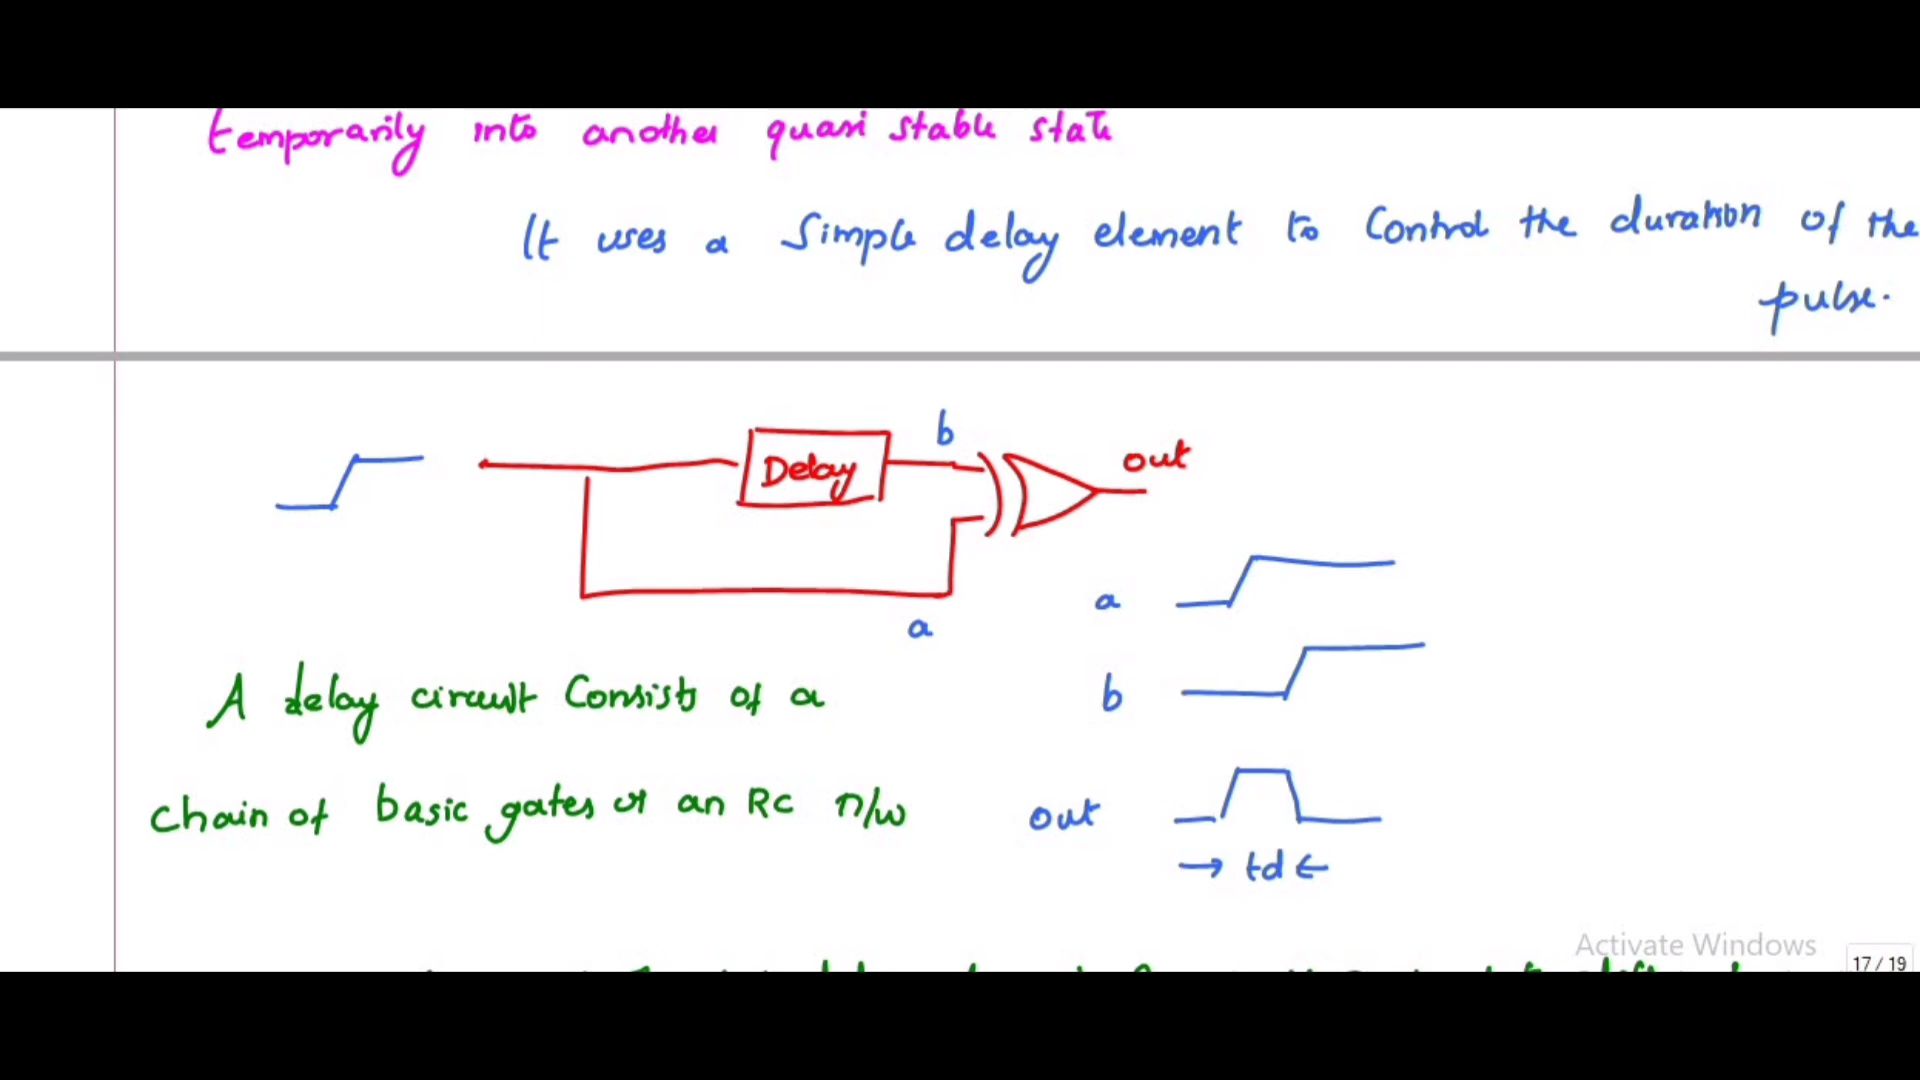 temporarily into another quasi stable state
It uses a Simple delay element to Control the duration of the
pulse.
Delay
b
out
a
a
b
out
→ td ←
A delay circuit Consists of a
chain of basic gates or an RC n/w
Activate Windows
17 / 19